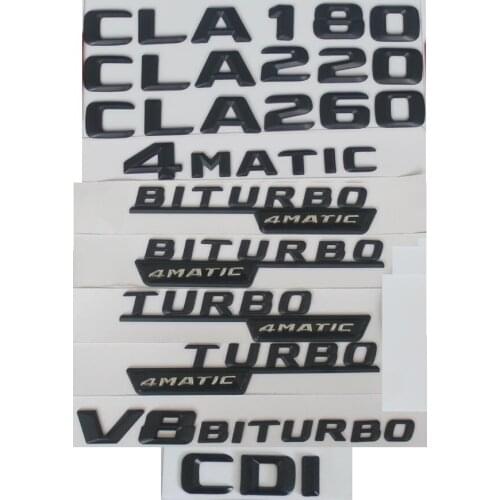 CLA180
CLA220
CLA260
4MATIC
BITURBO
4MATIC
BITURBO
4MATIC
TURBO
4MATIC
TURBO
4MATIC
V8BITURBO
CDI